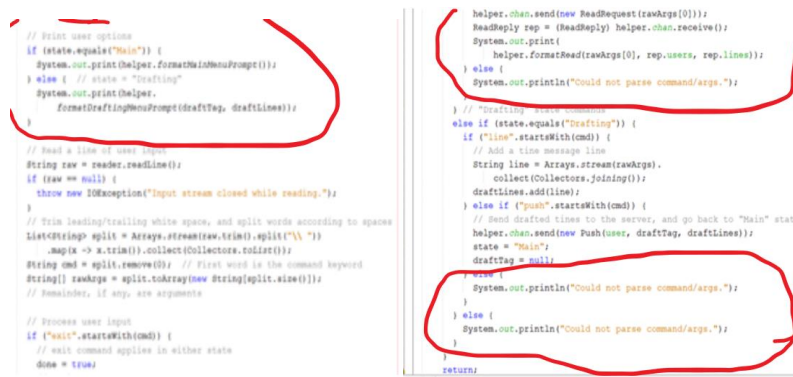 // Print user options
if (state.equals("Main")) {
System.out.print(helper.formatMainMenuPrompt());
} else { // state = "Drafting"
System.out.print(helper.
formatDraftingMenuPrompt(draftTag, draftLines));
}
// Read a line of user input
String raw = reader.readLine();
if (raw == null) {
throw new IOException("Input stream closed while reading.");
}
// Trim leading/trailing white space, and split words according to spaces
List<String> split = Arrays.stream(raw.trim().split("\\ "))
.map(x -> x.trim()).collect(Collectors.toList());
String cmd = split.remove(0); // First word is the command keyword
String[] rawArgs = split.toArray(new String[split.size()]);
// Remainder, if any, are arguments
// Process user input
if ("exit".startsWith(cmd)) {
// exit command applies in either state
done = true;
helper.chan.send(new ReadRequest(rawArgs[0]));
ReadReply rep = (ReadReply) helper.chan.receive();
System.out.print(
helper.formatRead(rawArgs[0], rep.users, rep.lines));
} else {
System.out.println("Could not parse command/args.");
}
} // "Drafting" state commands
else if (state.equals("Drafting")) {
if ("line".startsWith(cmd)) {
// Add a tine message line
String line = Arrays.stream(rawArgs).
collect(Collectors.joining());
draftLines.add(line);
} else if ("push".startsWith(cmd)) {
// Send drafted tines to the server, and go back to "Main" stat
helper.chan.send(new Push(user, draftTag, draftLines));
state = "Main";
draftTag = null;
} else {
System.out.println("Could not parse command/args.");
}
} else {
System.out.println("Could not parse command/args.");
}
}
return;